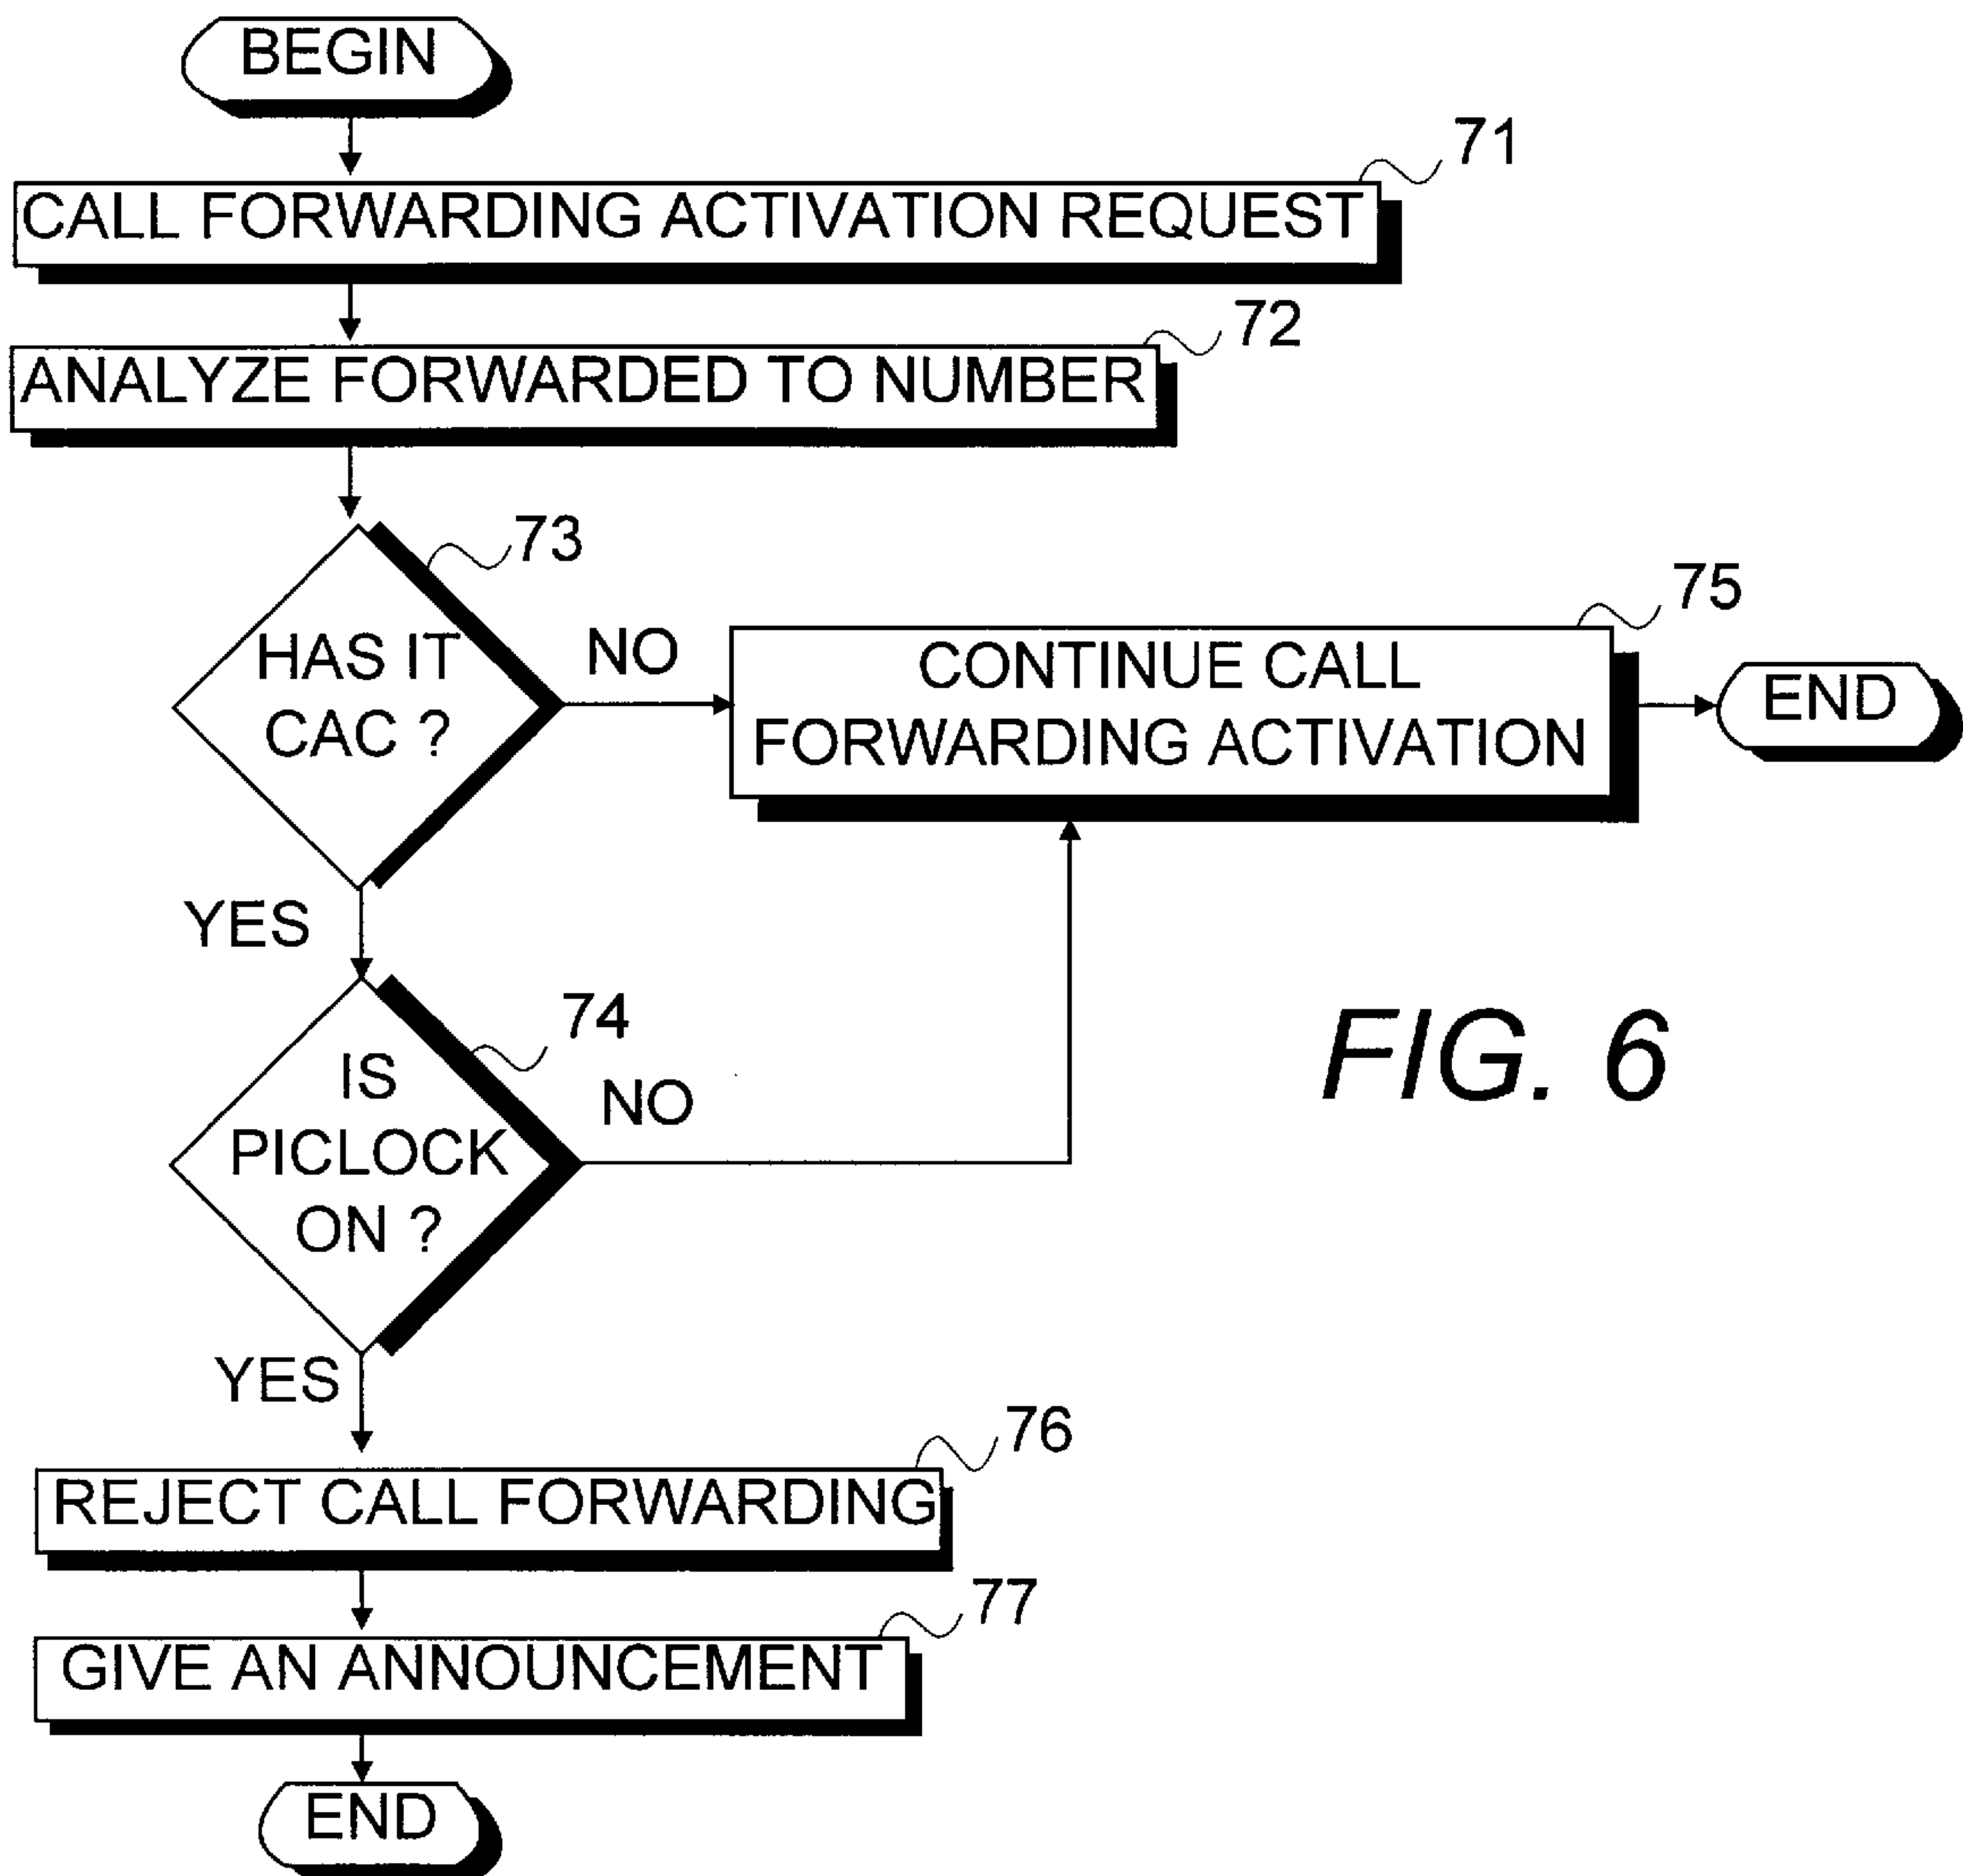 BEGIN
71
CALL FORWARDING ACTIVATION REQUEST
72
ANALYZE FORWARDED TO NUMBER
73
HAS IT
CAC ?
NO
75
CONTINUE CALL
FORWARDING ACTIVATION
END
YES
74
IS
PICLOCK
ON ?
NO
FIG. 6
YES
76
REJECT CALL FORWARDING
77
GIVE AN ANNOUNCEMENT
END